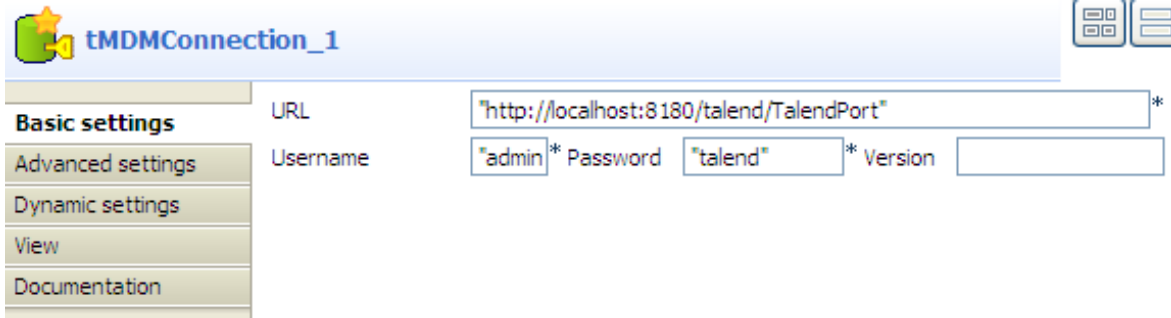 tMDMConnection_1
Basic settings
URL "http://localhost:8180/talend/TalendPort" *
Username "admin * Password "talend" * Version
Advanced settings
Dynamic settings
View
Documentation